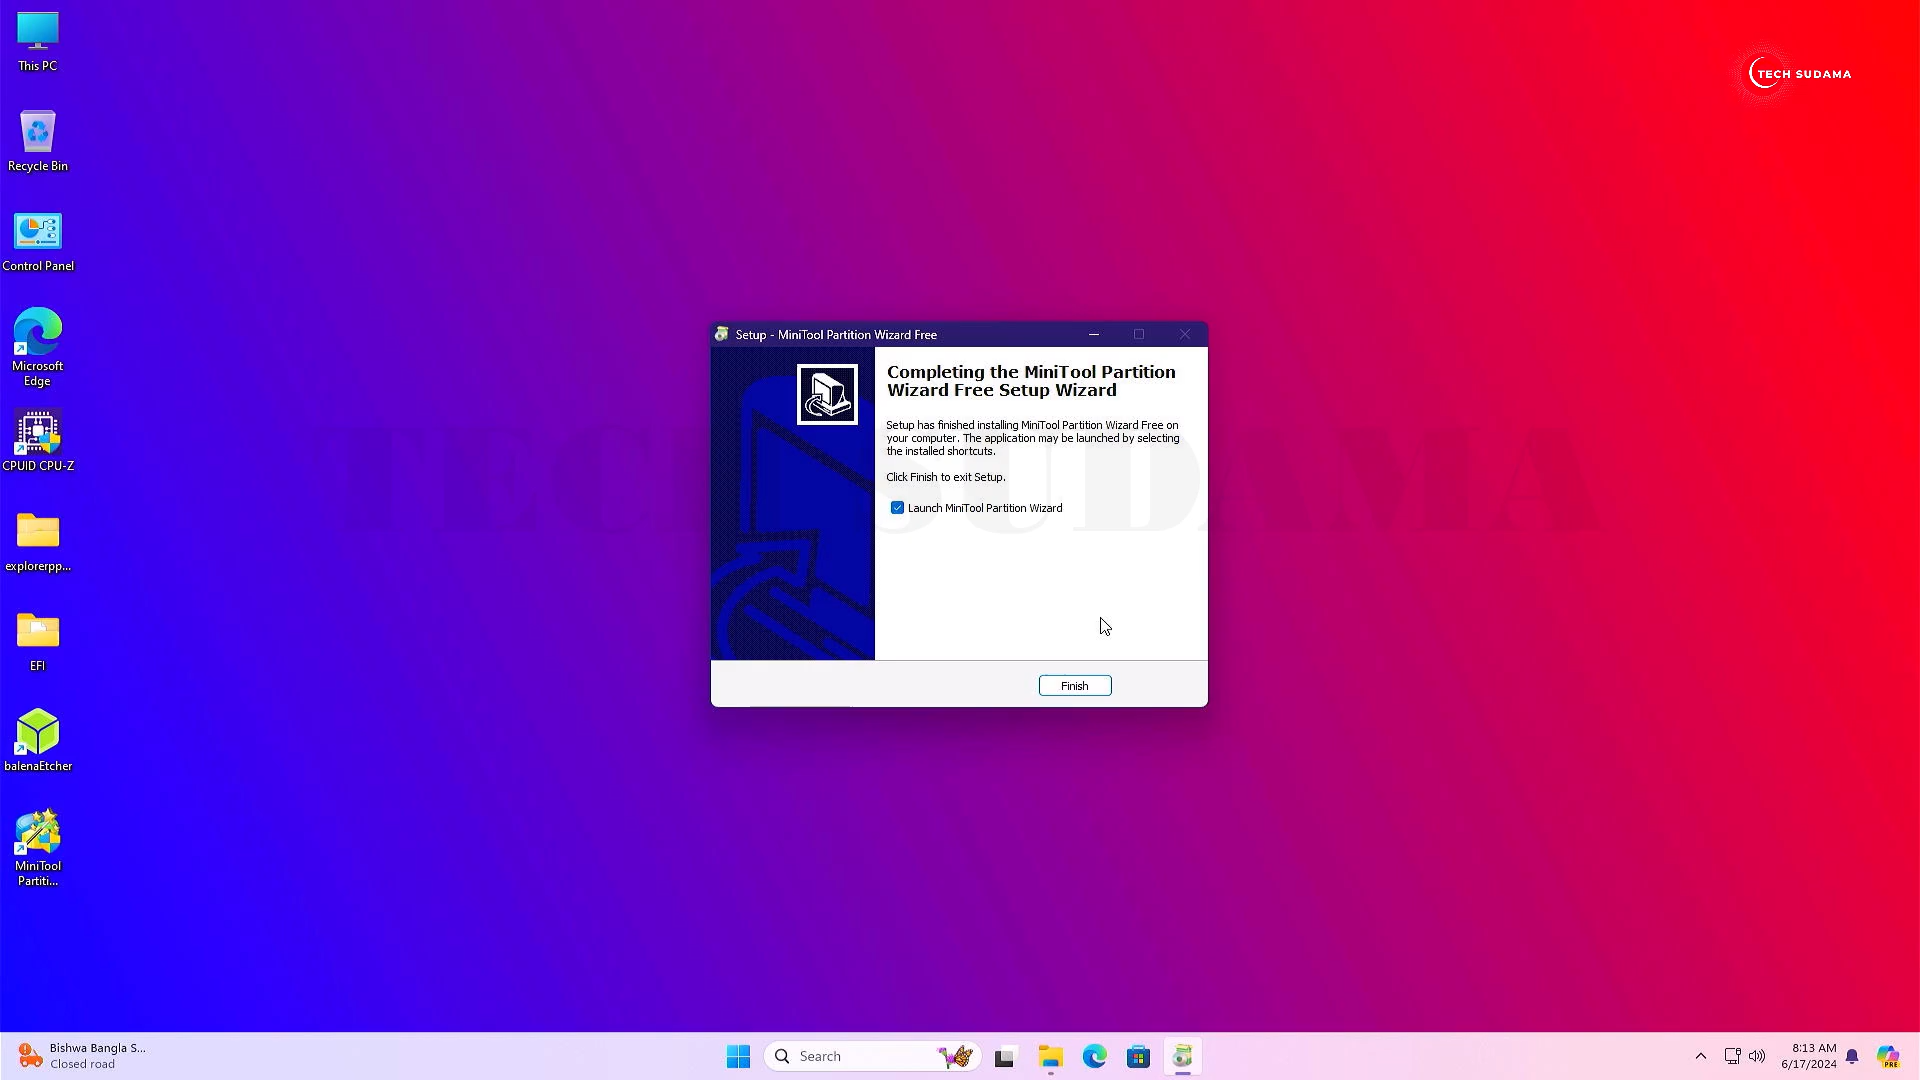 This PC
TECH SUDAMA
Recycle Bin
Control Panel
Microsoft
Edge
CPUID CPU-Z
explorerpp...
EFI
balenaEtcher
MiniTool
Partiti...
Setup - MiniTool Partition Wizard Free
Completing the MiniTool Partition
Wizard Free Setup Wizard
Setup has finished installing MiniTool Partition Wizard Free on
your computer. The application may be launched by selecting
the installed shortcuts.
Click Finish to exit Setup.
Launch MiniTool Partition Wizard
Finish
TECH SUDAMA
Bishwa Bangla S...
Closed road
Search
8:13 AM
6/17/2024
PRE